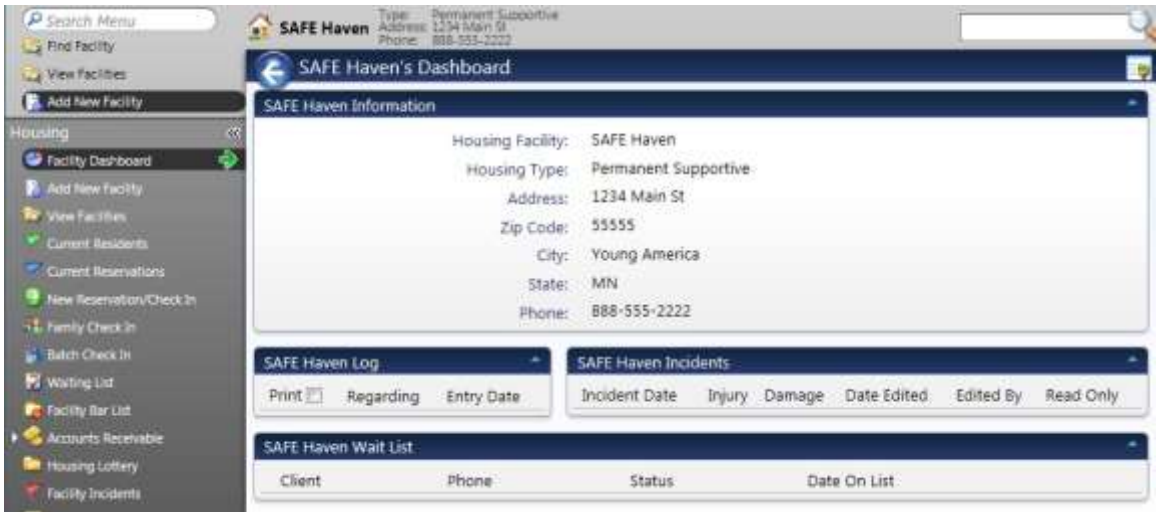 Search Menu
Find Facility
View Facilities
Add New Facility
Housing
Facility Dashboard
Add New Facility
View Facilities
Current Residents
Current Reservations
New Reservation/Check In
Family Check In
Batch Check In
Waiting List
Facility Bar List
Accounts Receivable
Housing Lottery
Facility Incidents
SAFE Haven
Type: Permanent Supportive
Address: 1234 Main St
Phone: 888-555-2222
SAFE Haven's Dashboard
SAFE Haven Information
Housing Facility: SAFE Haven
Housing Type: Permanent Supportive
Address: 1234 Main St
Zip Code: 55555
City: Young America
State: MN
Phone: 888-555-2222
SAFE Haven Log
Print Regarding Entry Date
SAFE Haven Incidents
Incident Date Injury Damage Date Edited Edited By Read Only
SAFE Haven Wait List
Client Phone Status Date On List